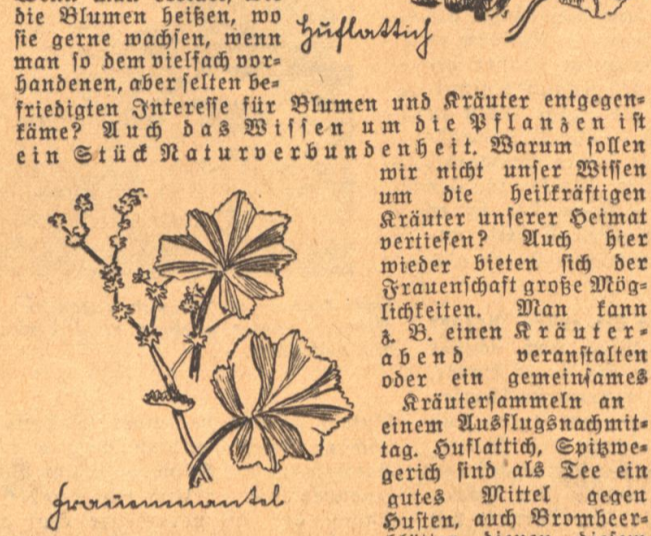 die Blumen heißen, wo
sie gerne wachsen, wenn
man so dem vielfach vor-
handenen, aber selten be-
Huflattich
friedigten Interesse für Blumen und Kräuter entgegen-
käme? Auch das Wissen um die Pflanzen ist
ein Stück Naturverbundenheit. Warum sollen
wir nicht unser Wissen
um die heilkräftigen
Kräuter unserer Heimat
vertiefen? Auch hier
wieder bieten sich der
Frauenschaft große Mög-
lichkeiten. Man kann
z. B. einen Kräuter-
abend veranstalten
oder ein gemeinsames
Kräutersammeln an
einem Ausflugsnachmit-
tag. Huflattich, Spitzwe-
gerich sind als Tee ein
gutes Mittel gegen
Husten, auch Brombeer-
Frauenmantel